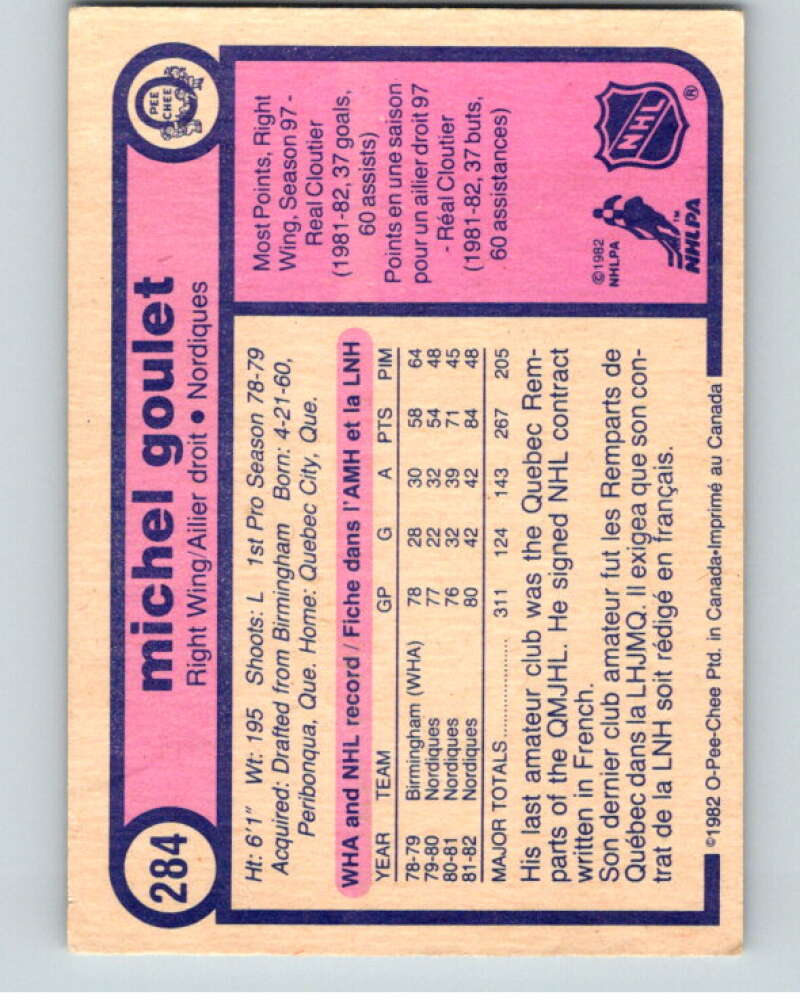 284
michel goulet
Right Wing/Ailier droit • Nordiques
O
PEE
CHEE
Ht: 6'1" Wt: 195 Shoots: L 1st Pro Season 78-79
Acquired: Drafted from Birmingham Born: 4-21-60,
Peribonqua, Que. Home: Quebec City, Que.
WHA and NHL record / Fiche dans l'AMH et la LNH
YEAR TEAM GP G A PTS PIM
78-79 Birmingham (WHA) 78 28 30 58 64
79-80 Nordiques 77 22 32 54 48
80-81 Nordiques 76 32 39 71 45
81-82 Nordiques 80 42 42 84 48
MAJOR TOTALS.................... 311 124 143 267 205
His last amateur club was the Quebec Rem-
parts of the QMJHL. He signed NHL contract
written in French.
Son dernier club amateur fut les Remparts de
Québec dans la LHJMQ. Il exigea que son con-
trat de la LNH soit rédigé en français.
©1982 O-Pee-Chee Ptd. in Canada•Imprimé au Canada
Most Points, Right
Wing, Season 97 -
Real Cloutier
(1981-82, 37 goals,
60 assists)
Points en une saison
pour un ailier droit 97
- Réal Cloutier
(1981-82, 37 buts,
60 assistances)
©1982
NHLPA
NHLPA™
NHL®